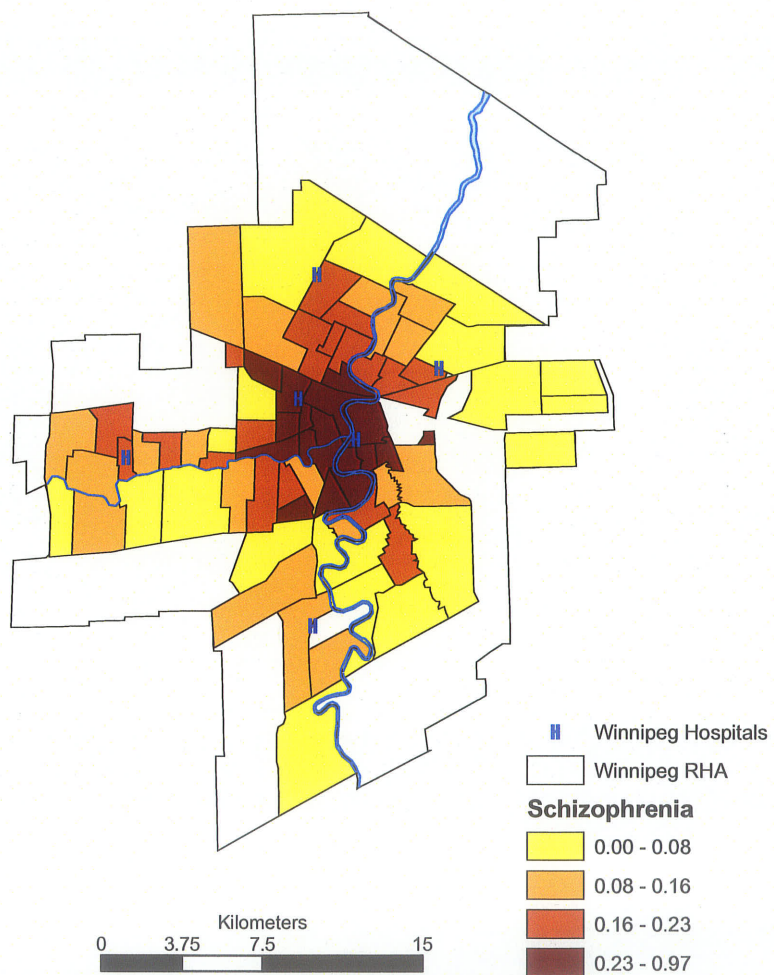 H
H
H
H
H
H
H Winnipeg Hospitals
Winnipeg RHA
Schizophrenia
0.00 - 0.08
0.08 - 0.16
0.16 - 0.23
0.23 - 0.97
Kilometers
0 3.75 7.5 15